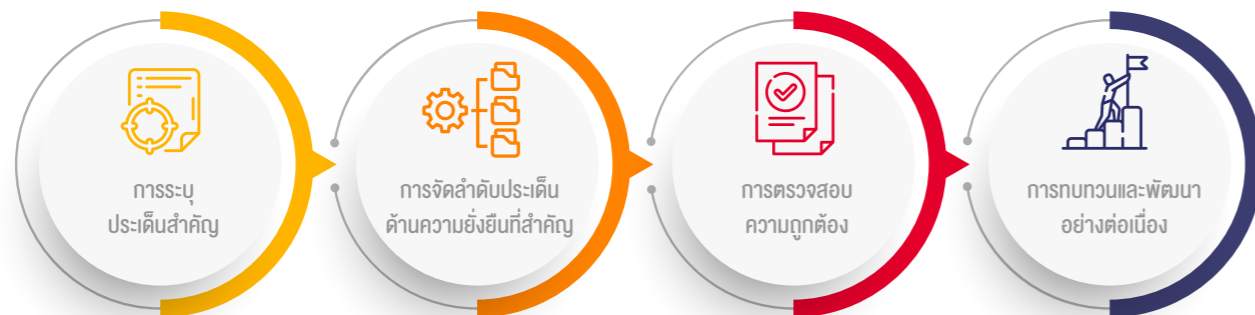 การระบุ
ประเด็นสำคัญ
การจัดลำดับประเด็น
ด้านความยั่งยืนที่สำคัญ
การตรวจสอบ
ความถูกต้อง
การทบทวนและพัฒนา
อย่างต่อเนื่อง